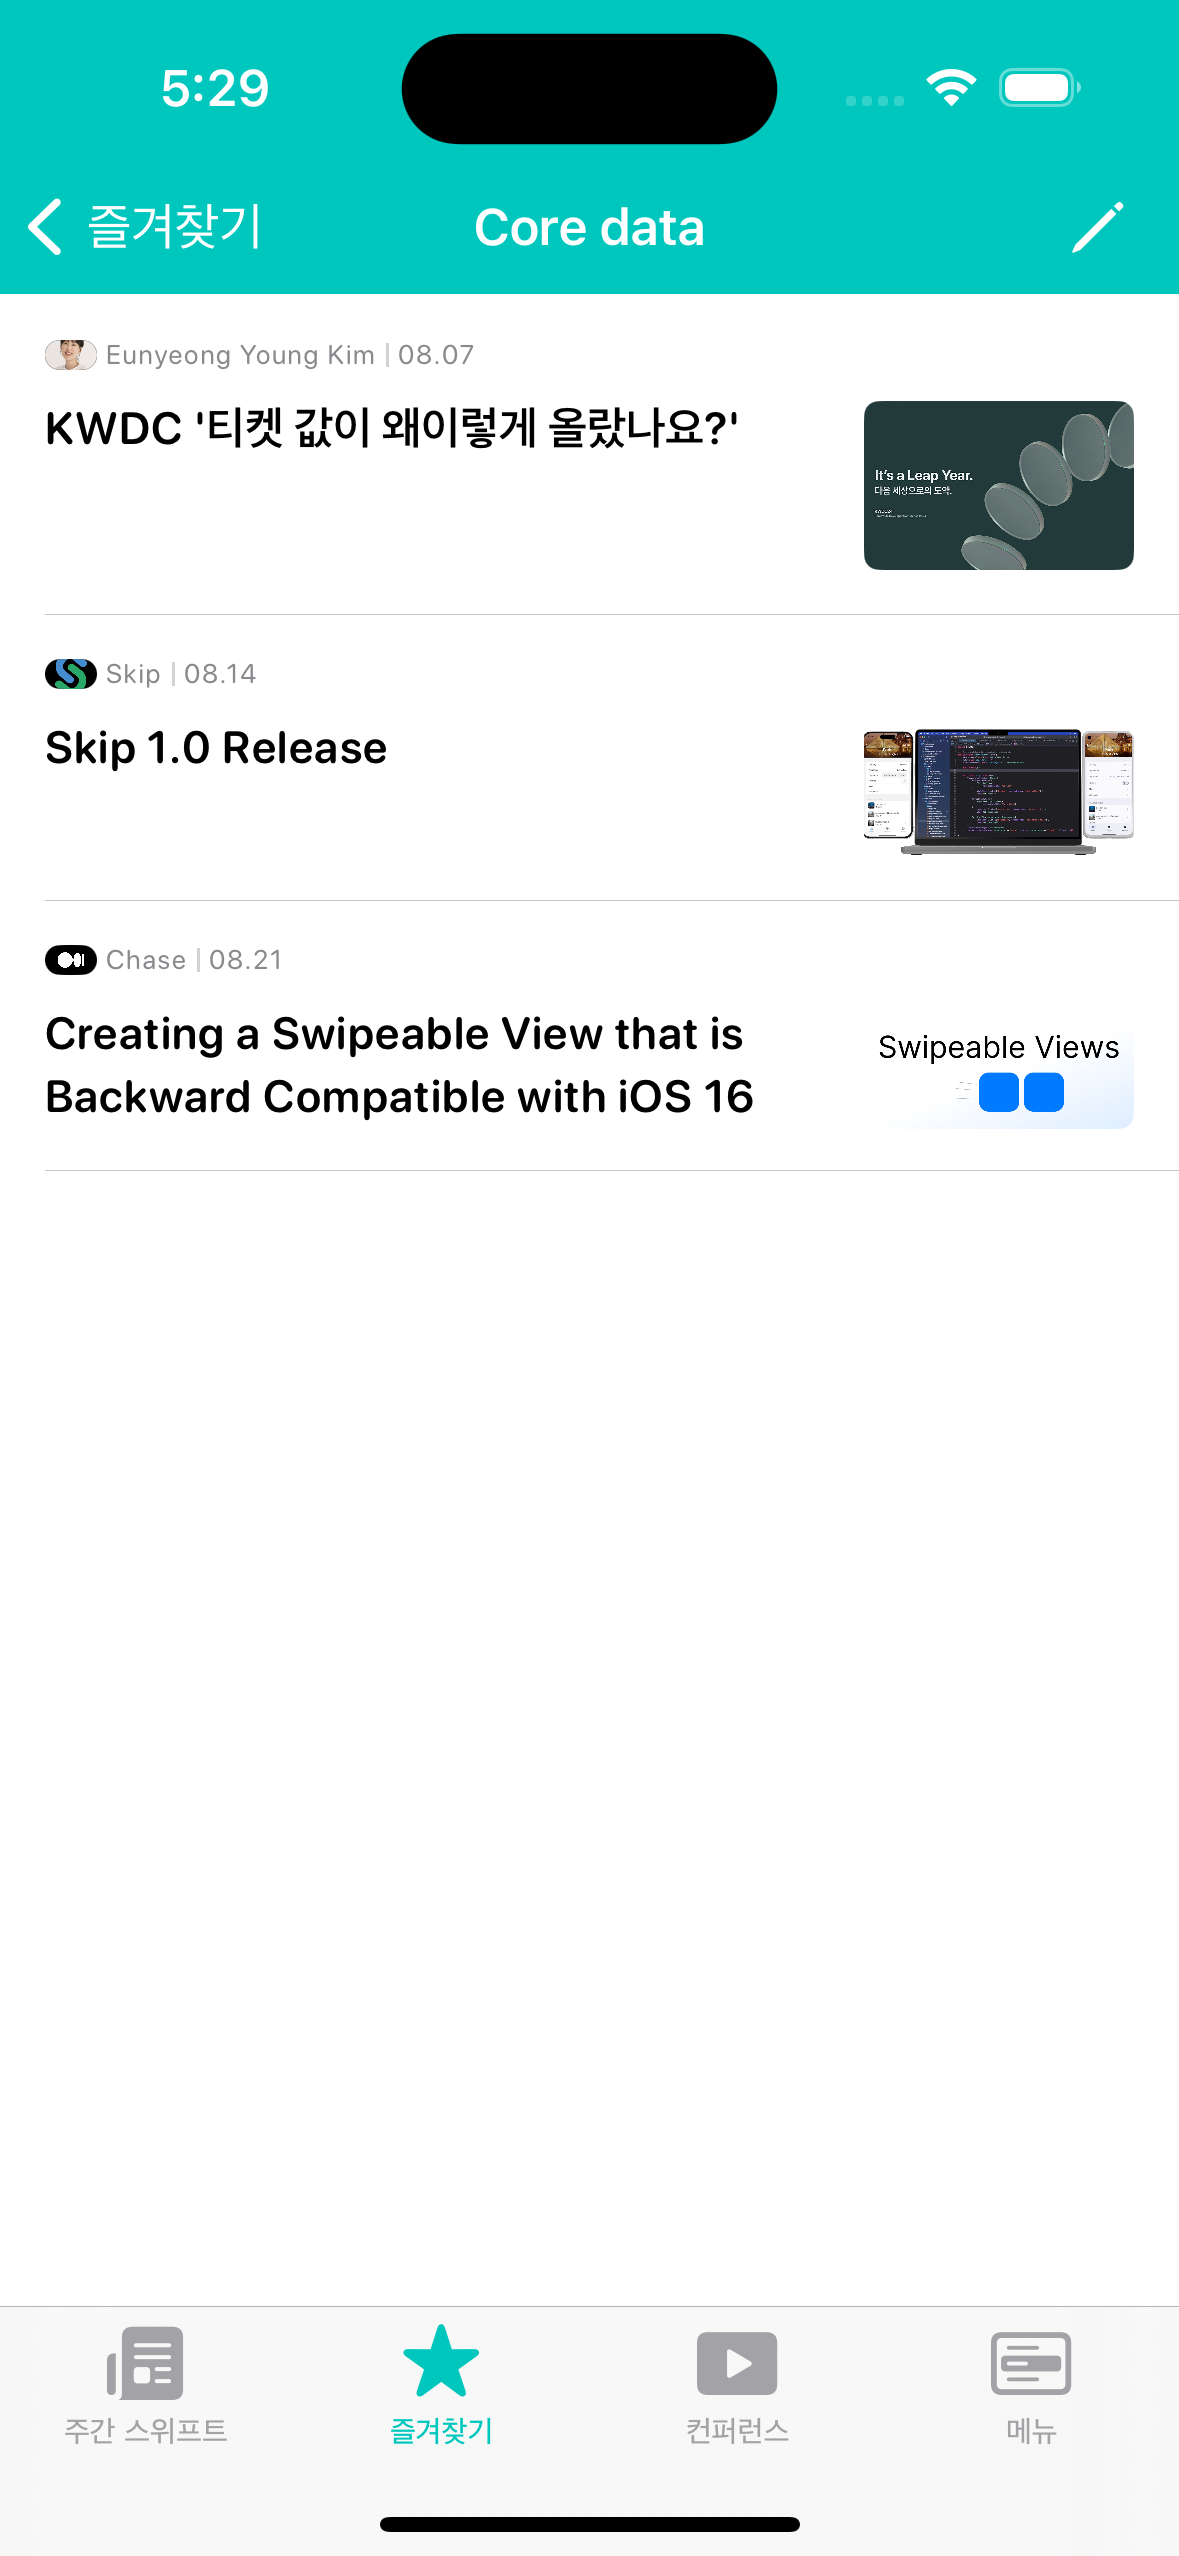 5:29
즐겨찾기
Core data
Eunyeong Young Kim | 08.07
KWDC '티켓 값이 왜이렇게 올랐나요?'
It's a Leap Year.
다음 세상으로의 도약.
Skip | 08.14
Skip 1.0 Release
Chase | 08.21
Creating a Swipeable View that is
Backward Compatible with iOS 16
Swipeable Views
주간 스위프트
즐겨찾기
컨퍼런스
메뉴